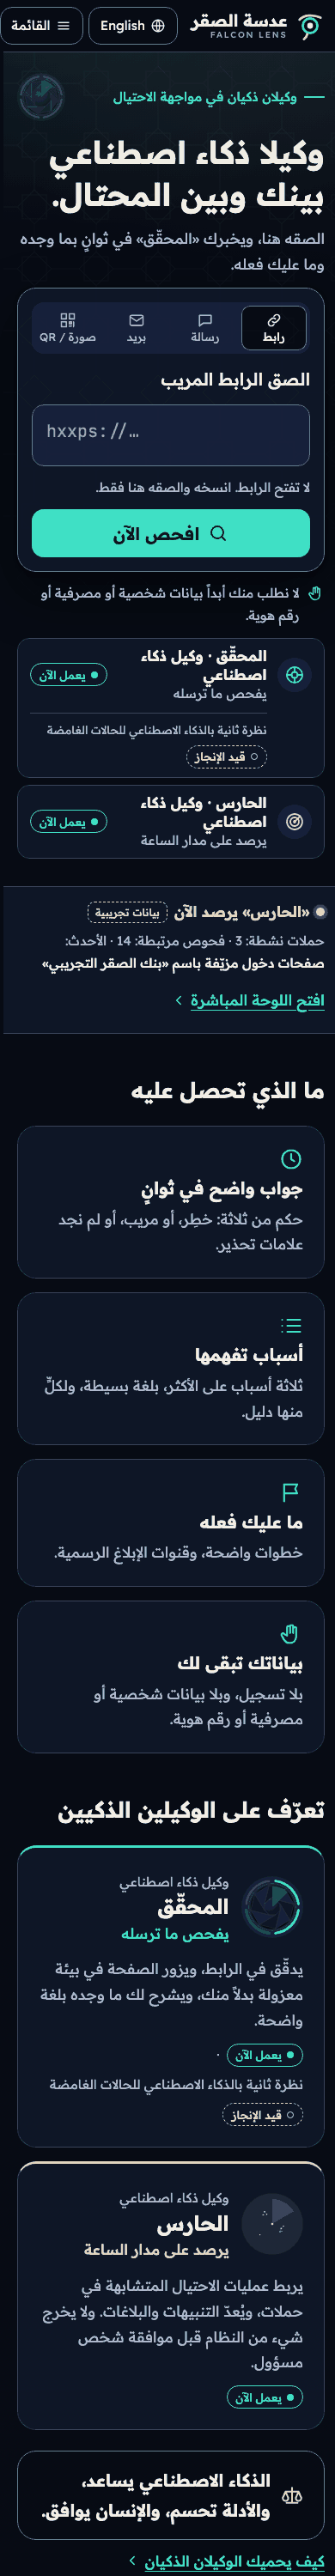 عدسة الصقر
FALCON LENS
English
القائمة
وكيلان ذكيان في مواجهة الاحتيال
وكيلا ذكاء اصطناعي
بينك وبين المحتال.
الصقه هنا، ويخبرك «المحقّق» في ثوانٍ بما وجده
وما عليك فعله.
رابط
رسالة
بريد
صورة / QR
الصق الرابط المريب
hxxps://…
لا تفتح الرابط. انسخه والصقه هنا فقط.
افحص الآن
لا نطلب منك أبداً بيانات شخصية أو مصرفية أو
رقم هوية.
المحقّق · وكيل ذكاء
اصطناعي
يفحص ما ترسله
يعمل الآن
نظرة ثانية بالذكاء الاصطناعي للحالات الغامضة
قيد الإنجاز
الحارس · وكيل ذكاء
اصطناعي
يرصد على مدار الساعة
يعمل الآن
«الحارس» يرصد الآن
بيانات تجريبية
حملات نشطة: 3 · فحوص مرتبطة: 14 · الأحدث:
صفحات دخول مزيّفة باسم «بنك الصقر التجريبي»
افتح اللوحة المباشرة
ما الذي تحصل عليه
جواب واضح في ثوانٍ
حكم من ثلاثة: خطِر، أو مريب، أو لم نجد
علامات تحذير.
أسباب تفهمها
ثلاثة أسباب على الأكثر، بلغة بسيطة، ولكلٍّ
منها دليل.
ما عليك فعله
خطوات واضحة، وقنوات الإبلاغ الرسمية.
بياناتك تبقى لك
بلا تسجيل، وبلا بيانات شخصية أو
مصرفية أو رقم هوية.
تعرّف على الوكيلين الذكيين
وكيل ذكاء اصطناعي
المحقّق
يفحص ما ترسله
يدقّق في الرابط، ويزور الصفحة في بيئة
معزولة بدلاً منك، ويشرح لك ما وجده بلغة
واضحة.
يعمل الآن ·
نظرة ثانية بالذكاء الاصطناعي للحالات الغامضة
قيد الإنجاز
وكيل ذكاء اصطناعي
الحارس
يرصد على مدار الساعة
يربط عمليات الاحتيال المتشابهة في
حملات، ويُعدّ التنبيهات والبلاغات. ولا يخرج
شيء من النظام قبل موافقة شخص
مسؤول.
يعمل الآن
الذكاء الاصطناعي يساعد،
والأدلة تحسم، والإنسان يوافق.
كيف يحميك الوكيلان الذكيان